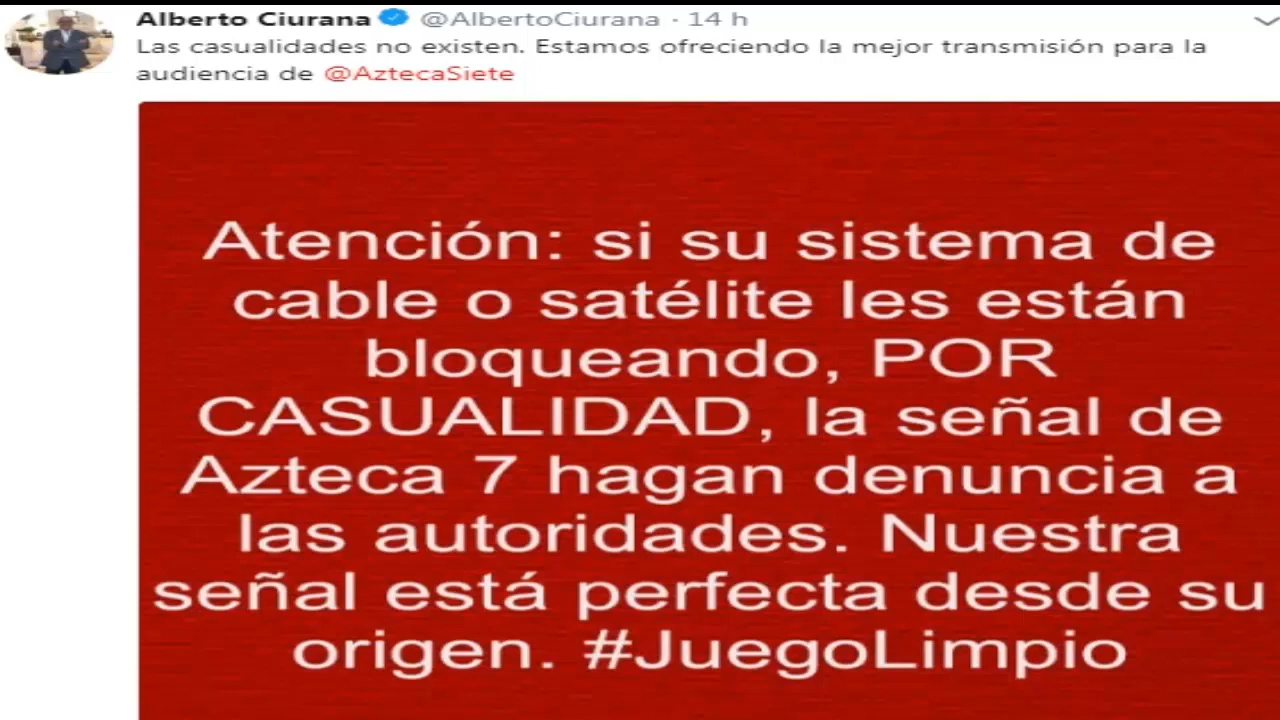 Alberto Ciurana @AlbertoCiurana · 14 h
Las casualidades no existen. Estamos ofreciendo la mejor transmisión para la
audiencia de @AztecaSiete
Atención: si su sistema de
cable o satélite les están
bloqueando, POR
CASUALIDAD, la señal de
Azteca 7 hagan denuncia a
las autoridades. Nuestra
señal está perfecta desde su
origen. #JuegoLimpio